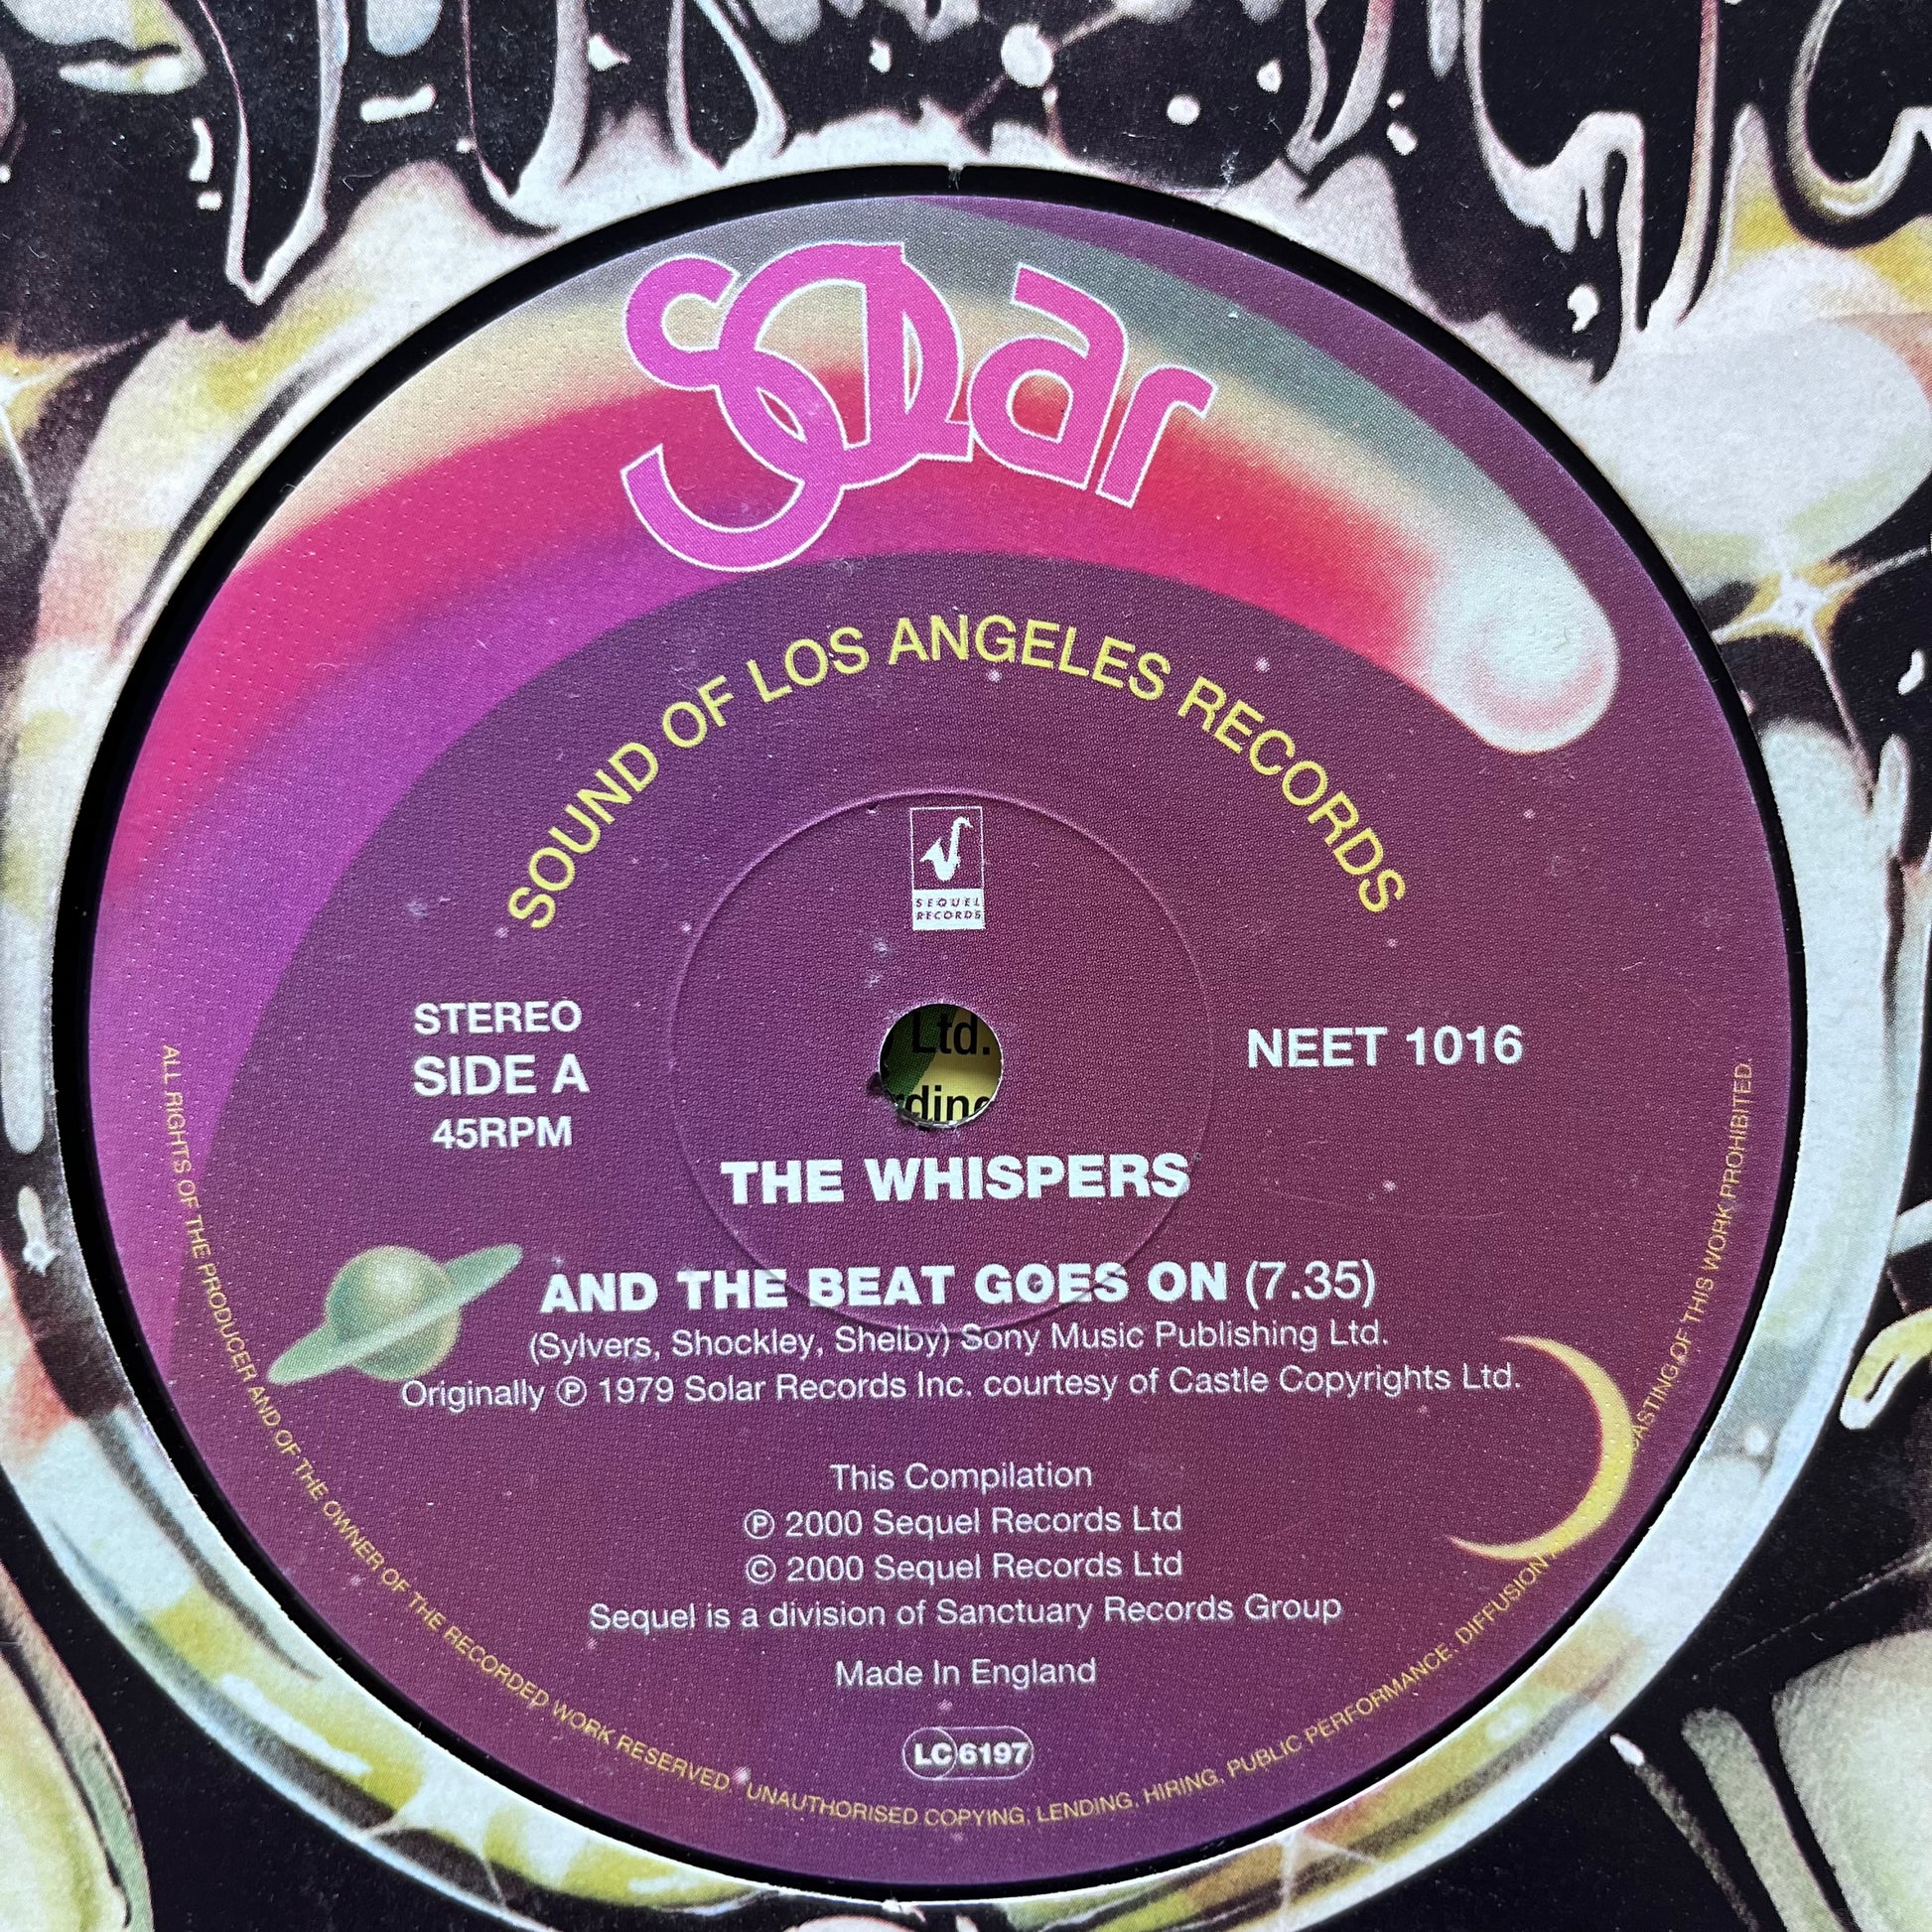 Solar
SOUND OF LOS ANGELES RECORDS
SEQUEL
RECORDS
STEREO
SIDE A
45RPM
NEET 1016
Ltd.
THE WHISPERS
AND THE BEAT GOES ON (7.35)
(Sylvers, Shockley, Shelby) Sony Music Publishing Ltd.
Originally ℗ 1979 Solar Records Inc. courtesy of Castle Copyrights Ltd.
This Compilation
℗ 2000 Sequel Records Ltd
© 2000 Sequel Records Ltd
Sequel is a division of Sanctuary Records Group
Made In England
LC 6197
ALL RIGHTS OF THE PRODUCER AND OF THE OWNER OF THE RECORDED WORK RESERVED. UNAUTHORISED COPYING, LENDING, HIRING, PUBLIC PERFORMANCE, DIFFUSION OF THIS WORK PROHIBITED.